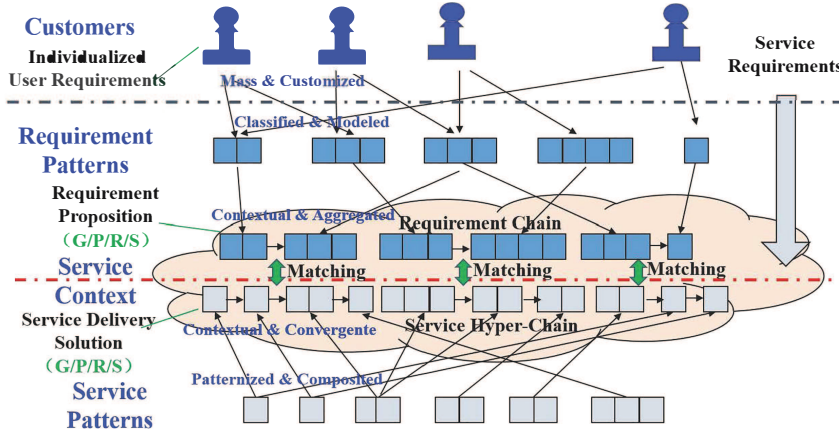 Customers
Individualized
User Requirements
Mass & Customized
Service
Requirements
Classified & Modeled
Requirement
Patterns
Requirement
Proposition
(G/P/R/S)
Contextual & Aggregated
Requirement Chain
Service
Matching
Matching
Matching
Context
Service Delivery
Solution
(G/P/R/S)
Contextual & Convergente
Service Hyper-Chain
Patternized & Composited
Service
Patterns